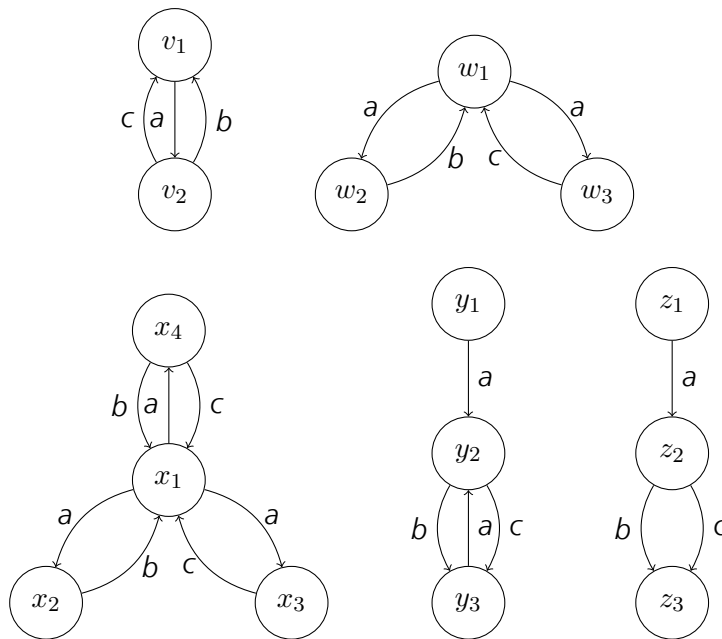 v₁
c a b
v₂
w₁
a a
b c
w₂ w₃
x₄
b a c
x₁
a a
b c
x₂ x₃
y₁
a
y₂
b a c
y₃
z₁
a
z₂
b c
z₃